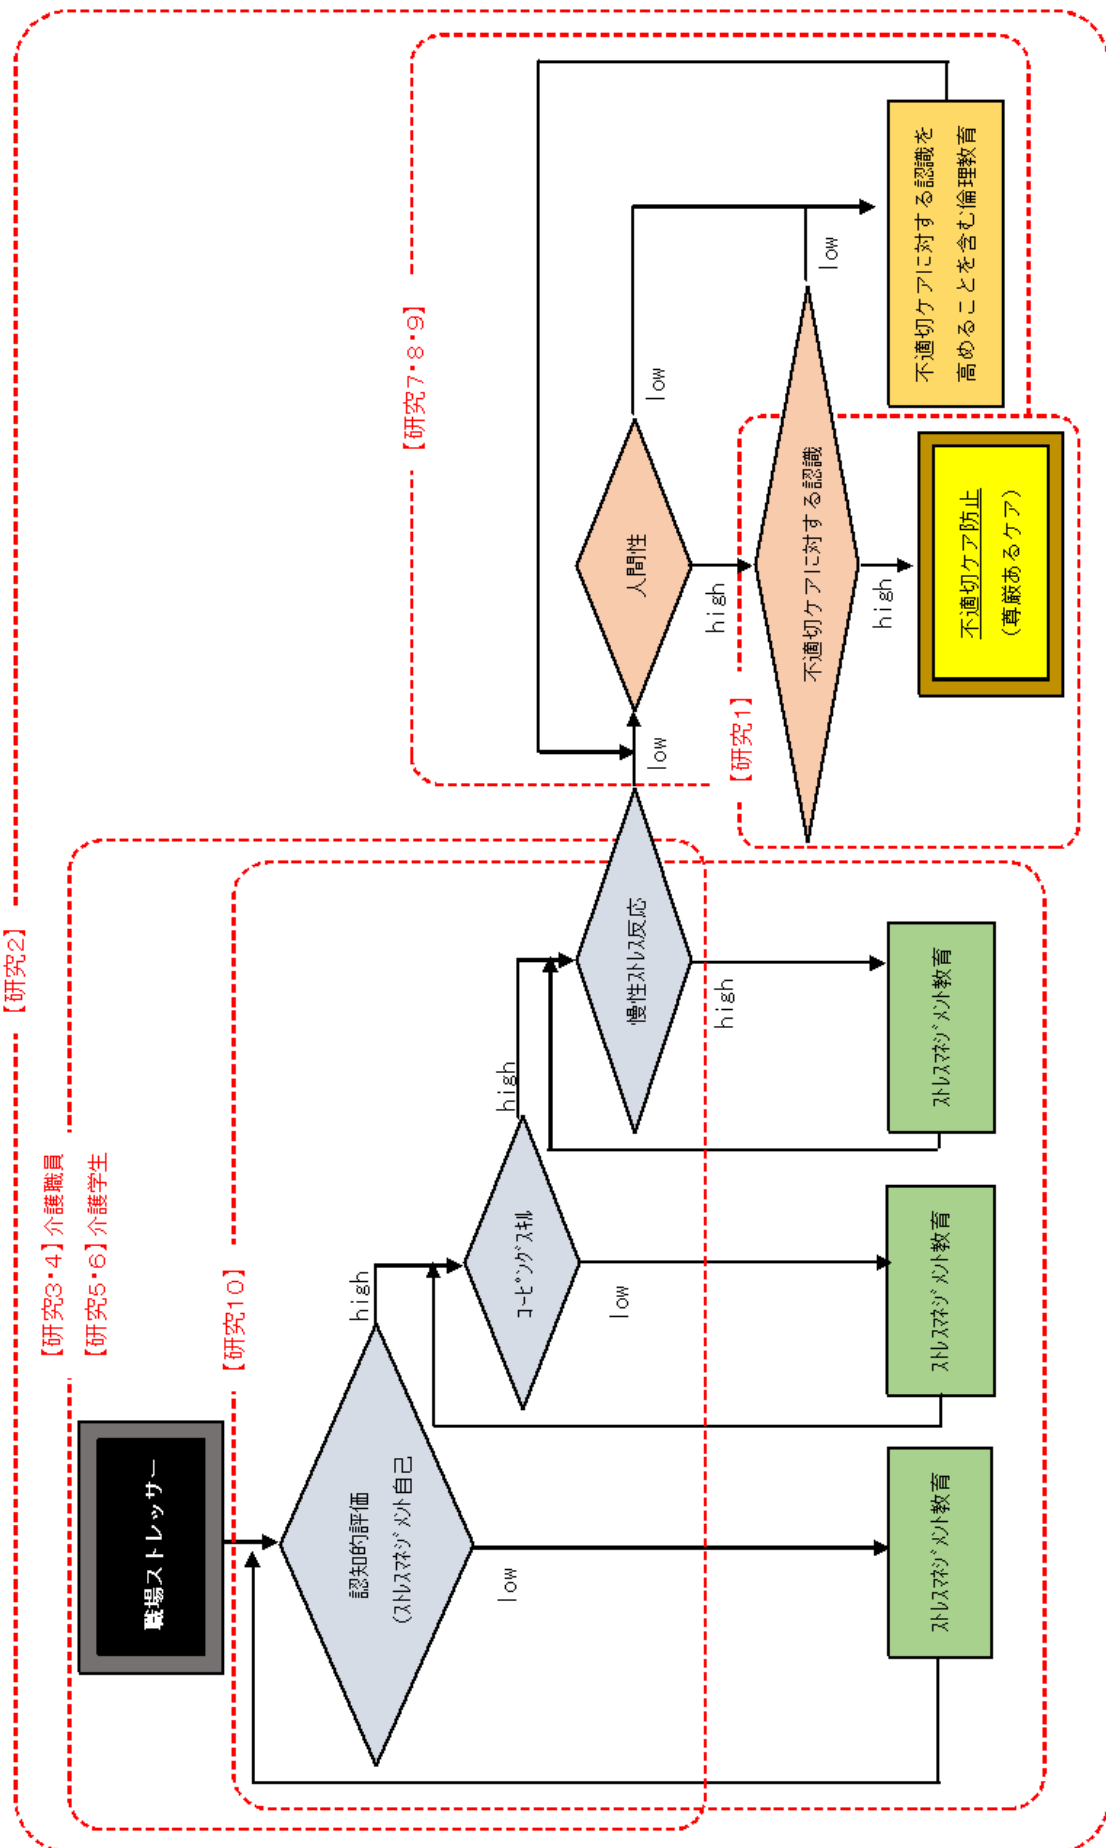 【研究2】
【研究3・4】介護職員
【研究5・6】介護学生
【研究10】
職場ストレッサー
認知的評価
(ストレスマネジメント自己
high
low
コーピングスキル
high
low
慢性ストレス反応
low
high
ストレスマネジメント教育
ストレスマネジメント教育
ストレスマネジメント教育
【研究7・8・9】
人間性
low
high
【研究1】
不適切ケアに対する認識
low
high
不適切ケアに対する認識を
高めることを含む倫理教育
不適切ケア防止
(尊厳あるケア)